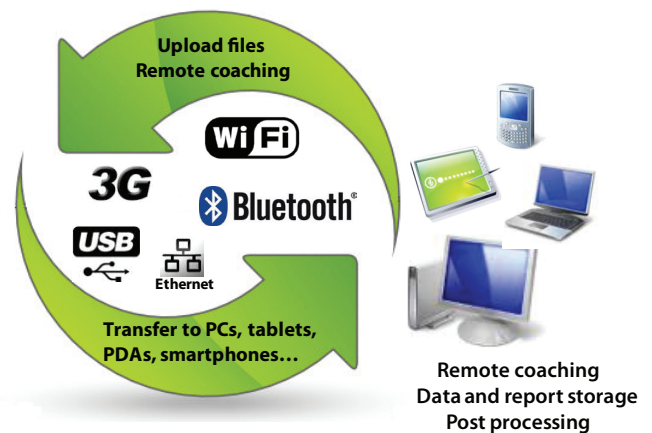 Upload files
Remote coaching
WiFi
3G
Bluetooth®
USB
Ethernet
Transfer to PCs, tablets,
PDAs, smartphones…
Remote coaching
Data and report storage
Post processing